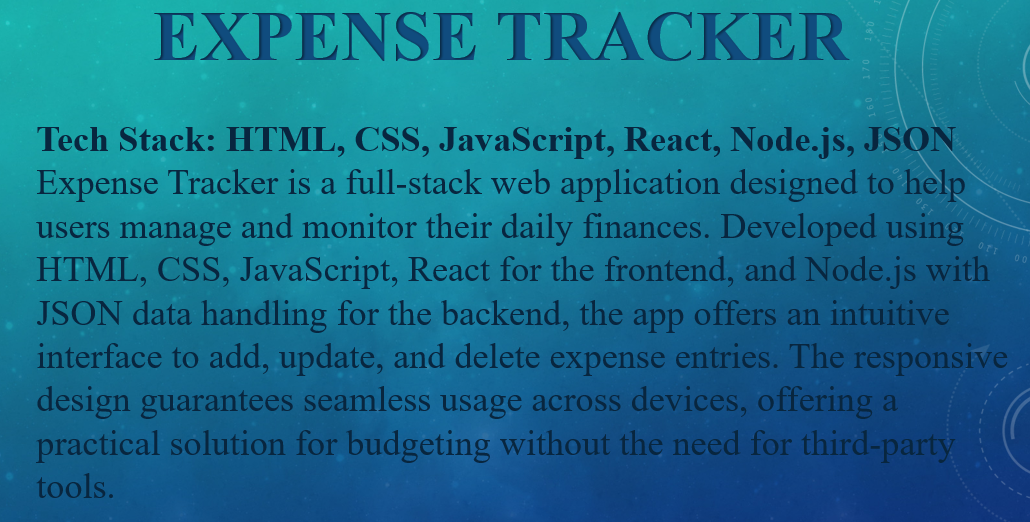 EXPENSE TRACKER
Tech Stack: HTML, CSS, JavaScript, React, Node.js, JSON
Expense Tracker is a full-stack web application designed to help
users manage and monitor their daily finances. Developed using
HTML, CSS, JavaScript, React for the frontend, and Node.js with
JSON data handling for the backend, the app offers an intuitive
interface to add, update, and delete expense entries. The responsive
design guarantees seamless usage across devices, offering a
practical solution for budgeting without the need for third-party
tools.